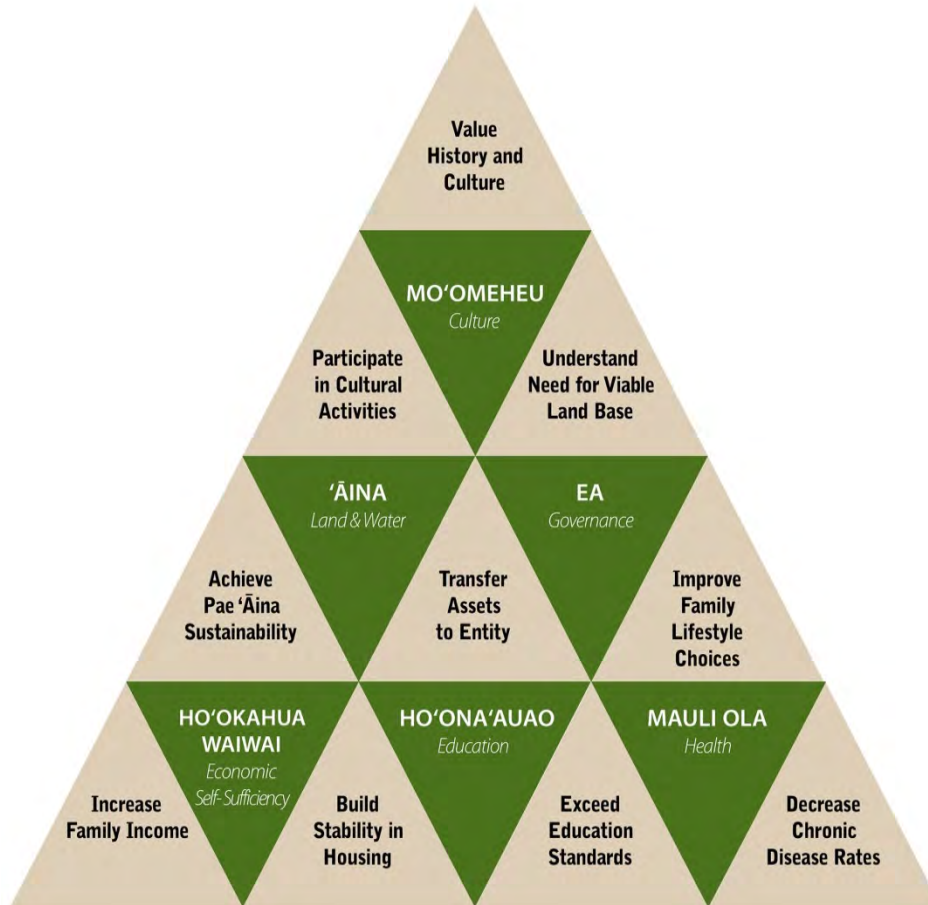 Value
History and
Culture
MOʻOMEHEU
Culture
Participate
in Cultural
Activities
Understand
Need for Viable
Land Base
ʻĀINA
Land & Water
EA
Governance
Achieve
Pae ʻĀina
Sustainability
Transfer
Assets
to Entity
Improve
Family
Lifestyle
Choices
HOʻOKAHUA
WAIWAI
Economic
Self-Sufficiency
HOʻONAʻAUAO
Education
MAULI OLA
Health
Increase
Family Income
Build
Stability in
Housing
Exceed
Education
Standards
Decrease
Chronic
Disease Rates